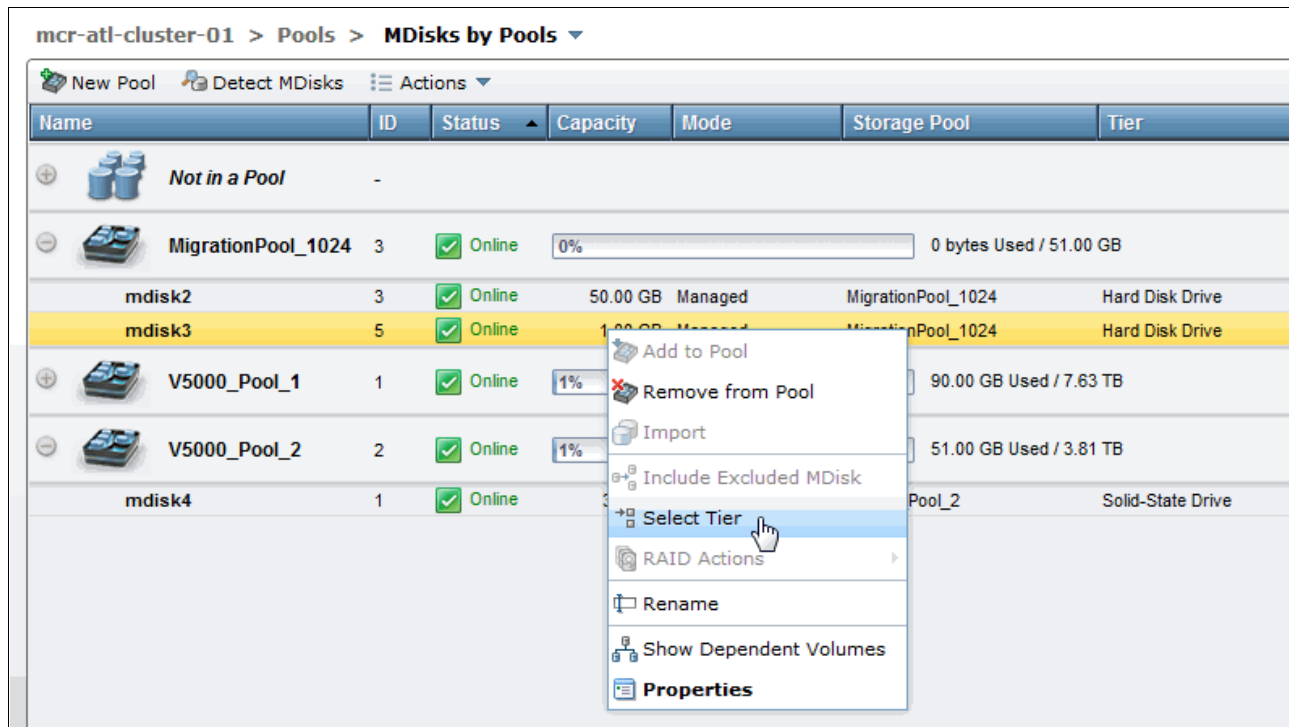 mcr-atl-cluster-01 > Pools > MDisks by Pools
New Pool Detect MDisks Actions
Name ID Status Capacity Mode Storage Pool Tier
Not in a Pool -
MigrationPool_1024 3 Online 0% 0 bytes Used / 51.00 GB
mdisk2 3 Online 50.00 GB Managed MigrationPool_1024 Hard Disk Drive
mdisk3 5 Online 1.00 GB Managed MigrationPool_1024 Hard Disk Drive
Add to Pool
V5000_Pool_1 1 Online 1% 90.00 GB Used / 7.63 TB
Remove from Pool
Import
V5000_Pool_2 2 Online 1% 51.00 GB Used / 3.81 TB
Include Excluded MDisk
mdisk4 1 Online 3 Pool_2 Solid-State Drive
Select Tier
RAID Actions
Rename
Show Dependent Volumes
Properties